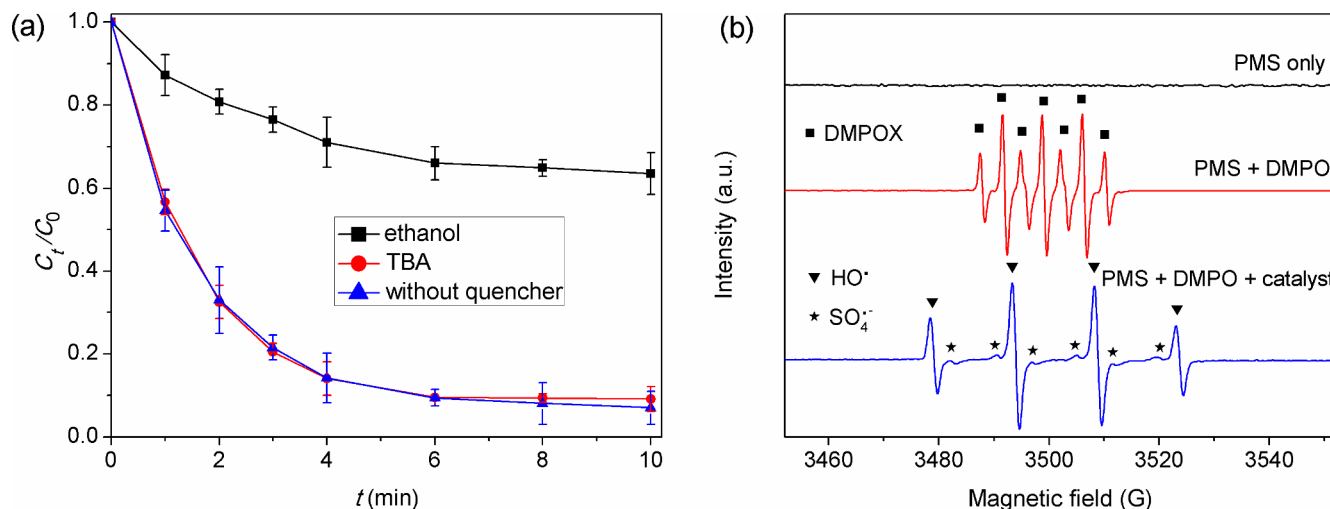 (a)
1.0
0.8
0.6
0.4
0.2
0.0
Cₜ/C₀
ethanol
TBA
without quencher
0 2 4 6 8 10
t (min)
(b)
PMS only
DMPOX
PMS + DMPO
PMS + DMPO + catalyst
HO·
SO₄·⁻
Intensity (a.u.)
3460 3480 3500 3520 3540
Magnetic field (G)